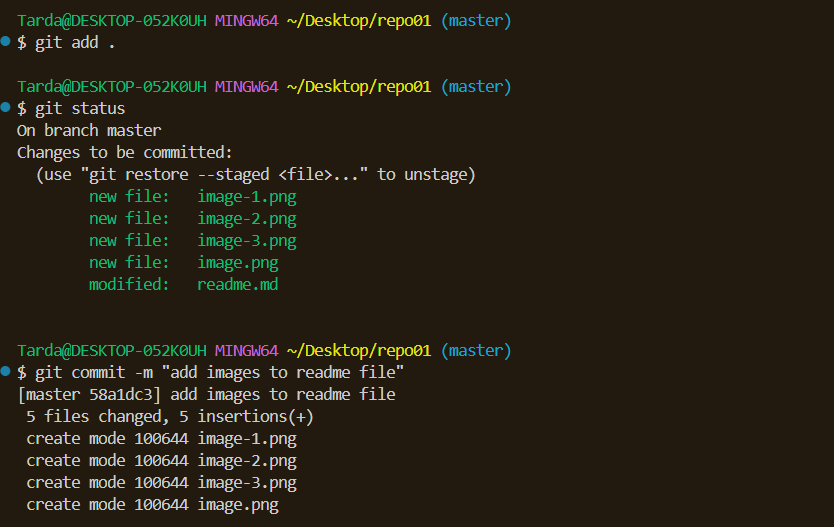 Tarda@DESKTOP-052K0UH MINGW64 ~/Desktop/repo01 (master)
$ git add .
Tarda@DESKTOP-052K0UH MINGW64 ~/Desktop/repo01 (master)
$ git status
On branch master
Changes to be committed:
  (use "git restore --staged <file>..." to unstage)
        new file:   image-1.png
        new file:   image-2.png
        new file:   image-3.png
        new file:   image.png
        modified:   readme.md
Tarda@DESKTOP-052K0UH MINGW64 ~/Desktop/repo01 (master)
$ git commit -m "add images to readme file"
[master 58a1dc3] add images to readme file
 5 files changed, 5 insertions(+)
 create mode 100644 image-1.png
 create mode 100644 image-2.png
 create mode 100644 image-3.png
 create mode 100644 image.png